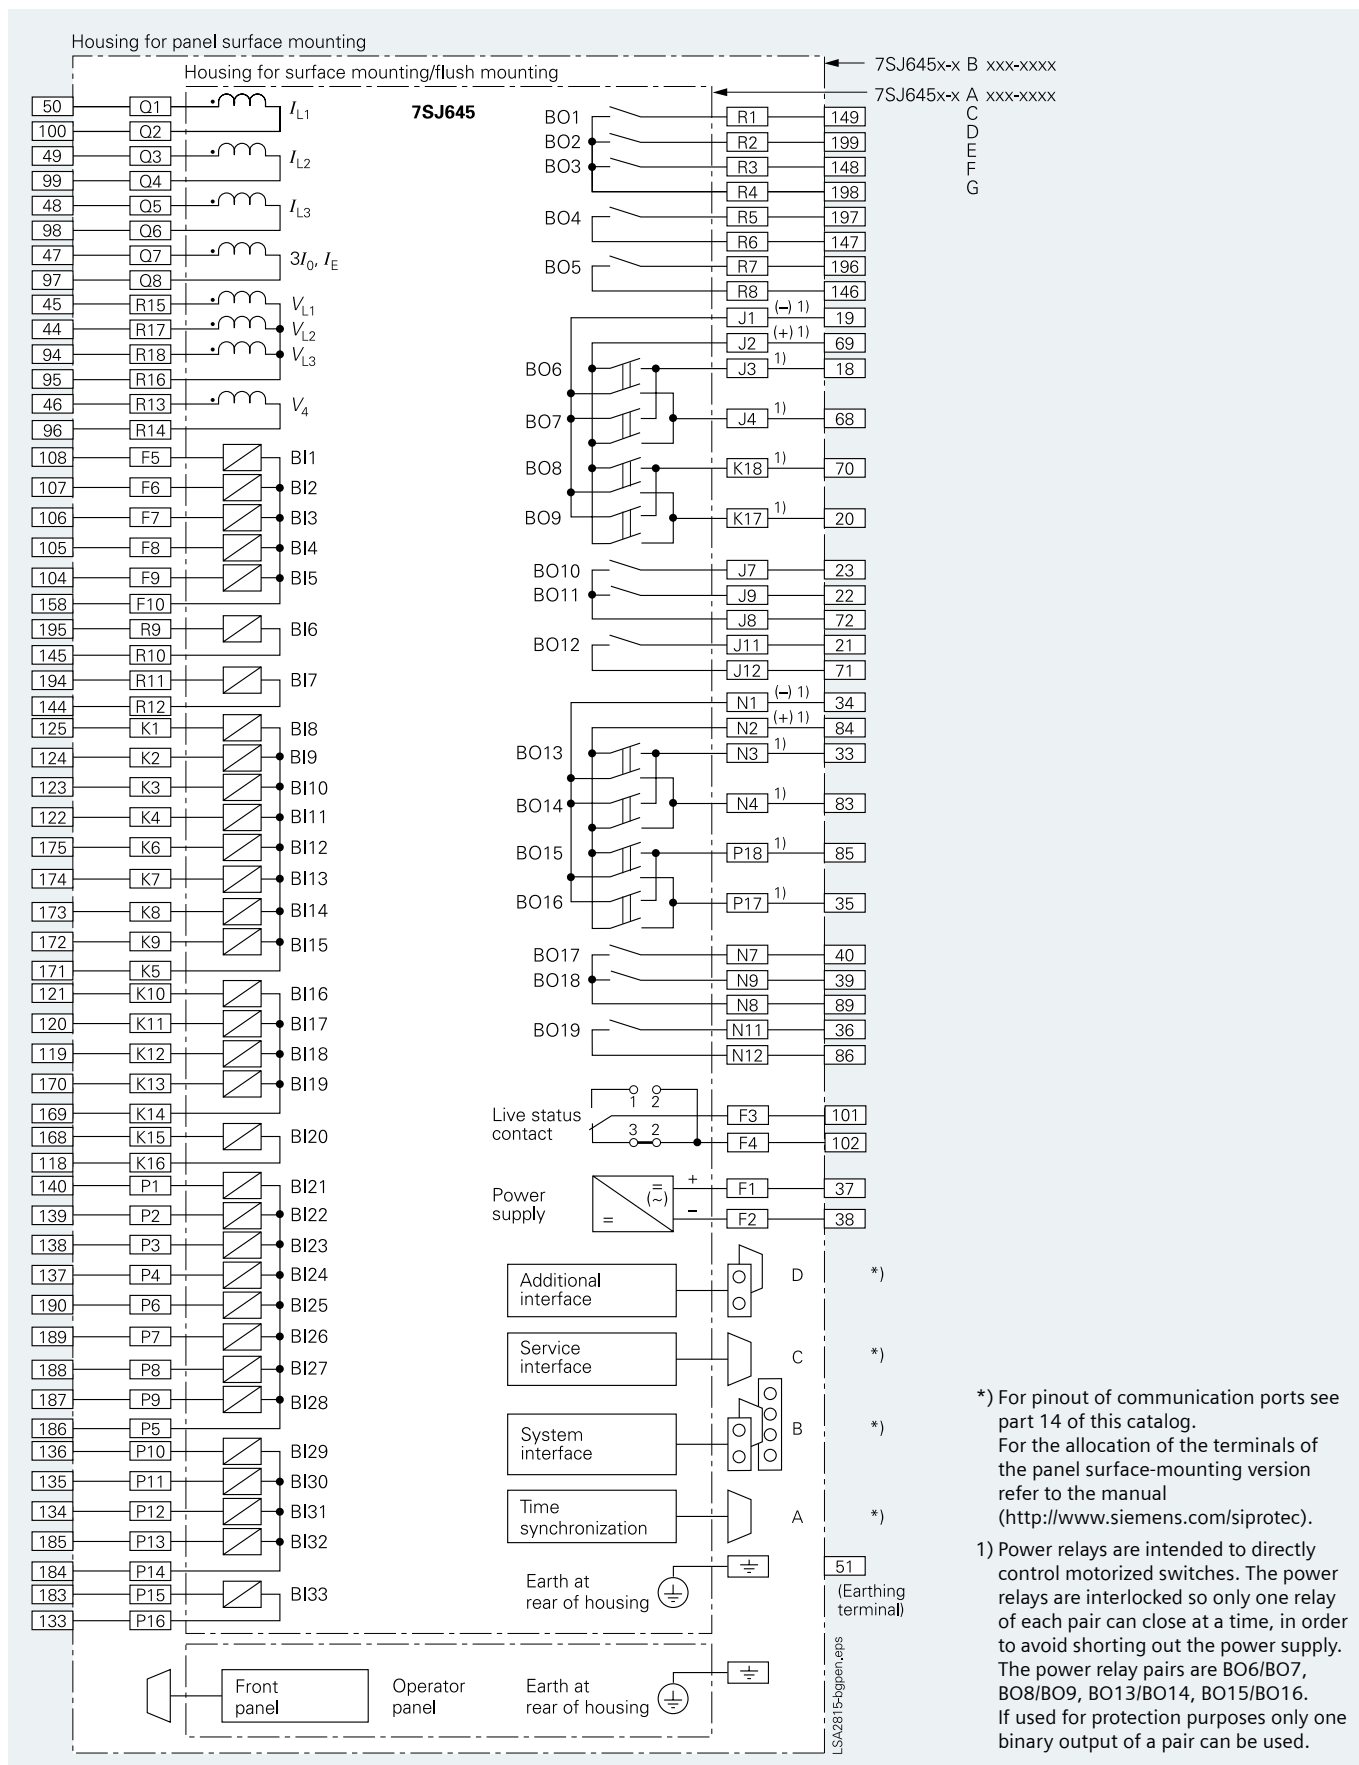 Housing for panel surface mounting
Housing for surface mounting/flush mounting
7SJ645x-x B xxx-xxxx
7SJ645x-x A xxx-xxxx
C
D
E
F
G
7SJ645
50 Q1 IL1
100 Q2
49 Q3 IL2
99 Q4
48 Q5 IL3
98 Q6
47 Q7 3I0, IE
97 Q8
45 R15 VL1
44 R17 VL2
94 R18 VL3
95 R16
46 R13 V4
96 R14
108 F5 BI1
107 F6 BI2
106 F7 BI3
105 F8 BI4
104 F9 BI5
158 F10
195 R9 BI6
145 R10
194 R11 BI7
144 R12
125 K1 BI8
124 K2 BI9
123 K3 BI10
122 K4 BI11
175 K6 BI12
174 K7 BI13
173 K8 BI14
172 K9 BI15
171 K5
121 K10 BI16
120 K11 BI17
119 K12 BI18
170 K13 BI19
169 K14
168 K15 BI20
118 K16
140 P1 BI21
139 P2 BI22
138 P3 BI23
137 P4 BI24
190 P6 BI25
189 P7 BI26
188 P8 BI27
187 P9 BI28
186 P5
136 P10 BI29
135 P11 BI30
134 P12 BI31
185 P13 BI32
184 P14
183 P15 BI33
133 P16
BO1 R1 149
BO2 R2 199
BO3 R3 148
R4 198
BO4 R5 197
R6 147
BO5 R7 196
R8 146
J1 (–) 1) 19
J2 (+) 1) 69
BO6 J3 1) 18
BO7 J4 1) 68
BO8 K18 1) 70
BO9 K17 1) 20
BO10 J7 23
BO11 J9 22
J8 72
BO12 J11 21
J12 71
N1 (–) 1) 34
N2 (+) 1) 84
BO13 N3 1) 33
BO14 N4 1) 83
BO15 P18 1) 85
BO16 P17 1) 35
BO17 N7 40
BO18 N9 39
N8 89
BO19 N11 36
N12 86
1 2
Live status F3 101
contact 3 2 F4 102
Power = (~) + F1 37
supply = – F2 38
Additional
interface D *)
Service
interface C *)
System
interface B *)
Time
synchronization A *)
Earth at
rear of housing
51
(Earthing
terminal)
Front
panel
Operator
panel
Earth at
rear of housing
LSA2815-bgpen.eps
*) For pinout of communication ports see
part 14 of this catalog.
For the allocation of the terminals of
the panel surface-mounting version
refer to the manual
(http://www.siemens.com/siprotec).
1) Power relays are intended to directly
control motorized switches. The power
relays are interlocked so only one relay
of each pair can close at a time, in order
to avoid shorting out the power supply.
The power relay pairs are BO6/BO7,
BO8/BO9, BO13/BO14, BO15/BO16.
If used for protection purposes only one
binary output of a pair can be used.